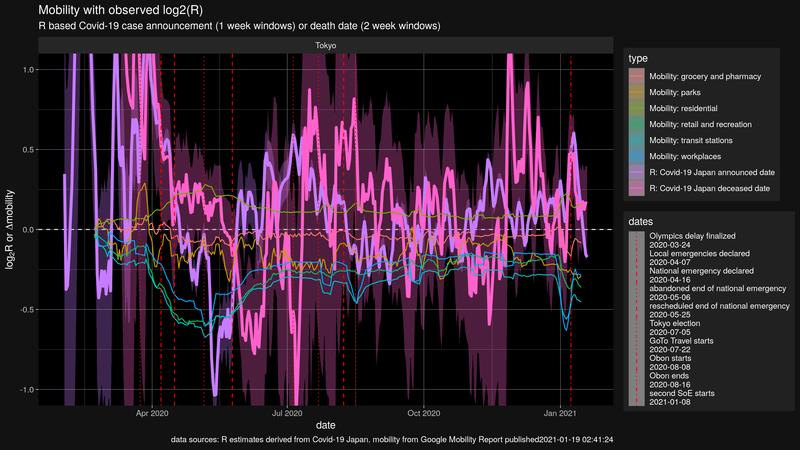 Mobility with observed log2(R)
R based Covid-19 case announcement (1 week windows) or death date (2 week windows)
Tokyo
1.0
0.5
0.0
-0.5
-1.0
log2R or Δmobility
Apr 2020
Jul 2020
Oct 2020
Jan 2021
date
type
Mobility: grocery and pharmacy
Mobility: parks
Mobility: residential
Mobility: retail and recreation
Mobility: transit stations
Mobility: workplaces
R: Covid-19 Japan announced date
R: Covid-19 Japan deceased date
dates
Olympics delay finalized
2020-03-24
Local emergencies declared
2020-04-07
National emergency declared
2020-04-16
abandoned end of national emergency
2020-05-06
rescheduled end of national emergency
2020-05-25
Tokyo election
2020-07-05
GoTo Travel starts
2020-07-22
Obon starts
2020-08-08
Obon ends
2020-08-16
second SoE starts
2021-01-08
data sources: R estimates derived from Covid-19 Japan. mobility from Google Mobility Report published2021-01-19 02:41:24